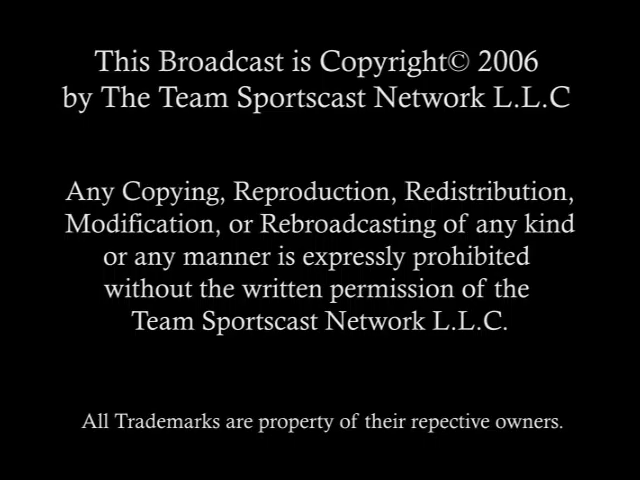 This Broadcast is Copyright© 2006
by The Team Sportscast Network L.L.C
Any Copying, Reproduction, Redistribution,
Modification, or Rebroadcasting of any kind
or any manner is expressly prohibited
without the written permission of the
Team Sportscast Network L.L.C.
All Trademarks are property of their repective owners.